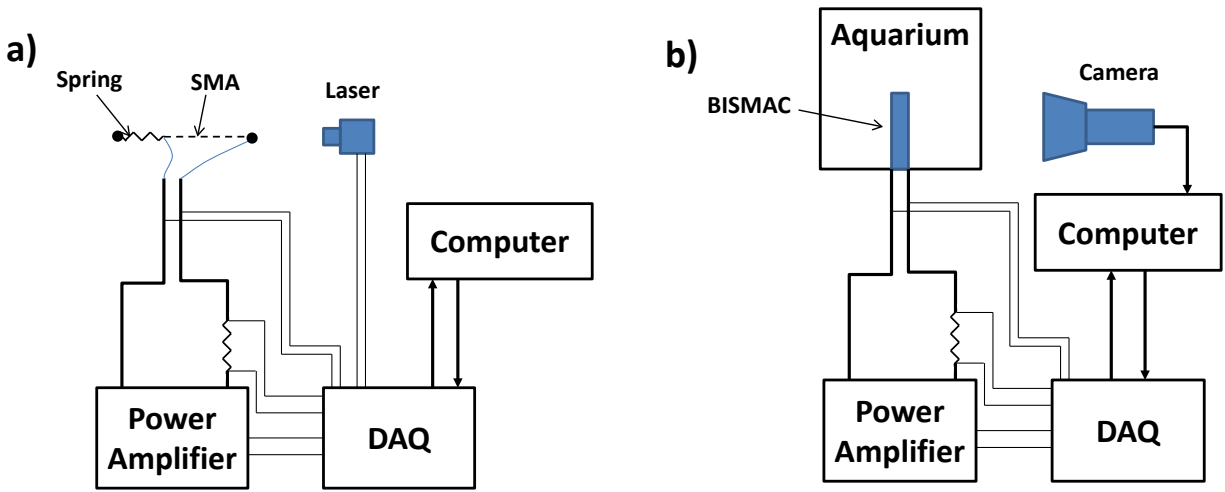 a)
Spring
SMA
Laser
Computer
Power
Amplifier
DAQ
b)
Aquarium
BISMAC
Camera
Computer
Power
Amplifier
DAQ